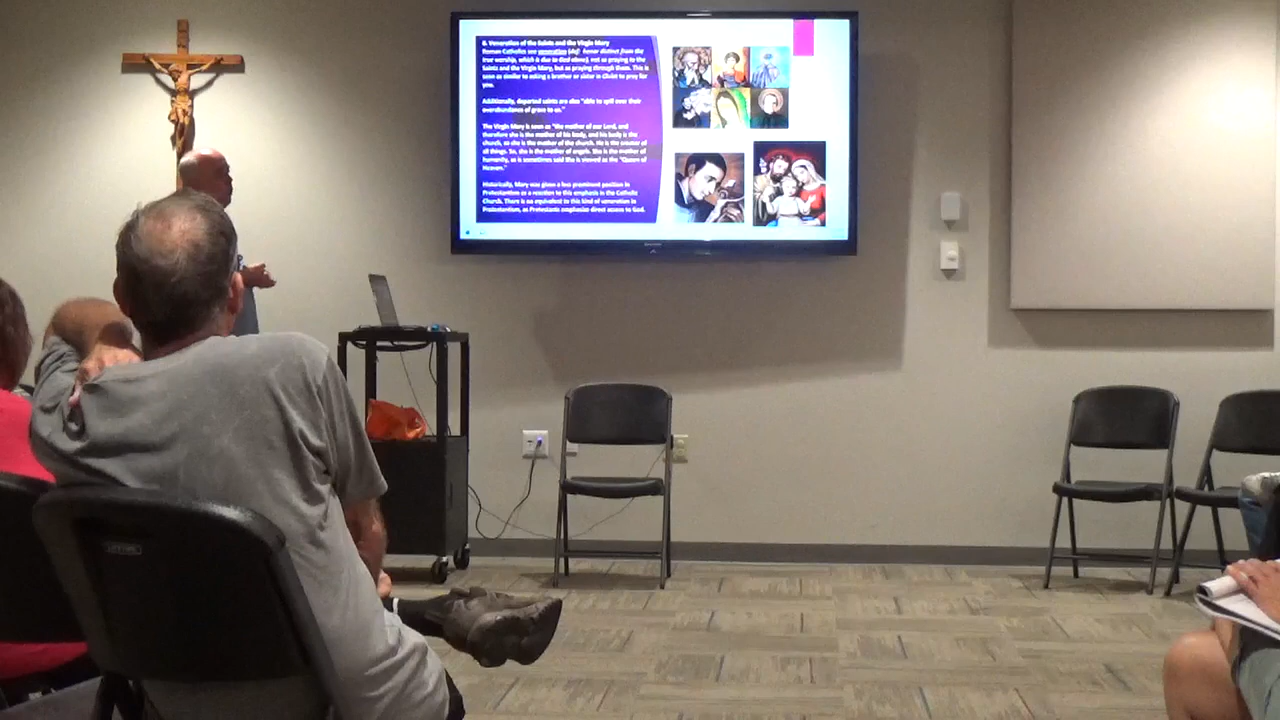 6. Veneration of the Saints and the Virgin Mary
Roman Catholics use veneration (def: honor distinct from the
true worship, which is due to God alone), not as praying to the
Saints and the Virgin Mary, but as praying through them. This is
seen as similar to asking a brother or sister in Christ to pray for
you.
Additionally, departed saints are also "able to spill over their
overabundance of grace to us."
The Virgin Mary is seen as "the mother of our Lord, and
therefore she is the mother of his body, and his body is the
church, so she is the mother of the church. He is the creator of
all things. So, she is the mother of angels. She is the mother of
humanity, as is sometimes said She is viewed as the "Queen of
Heaven."
Historically, Mary was given a less prominent position in
Protestantism as a reaction to this emphasis in the Catholic
Church. There is no equivalent to this kind of veneration in
Protestantism, as Protestants emphasize direct access to God.
LIFETIME